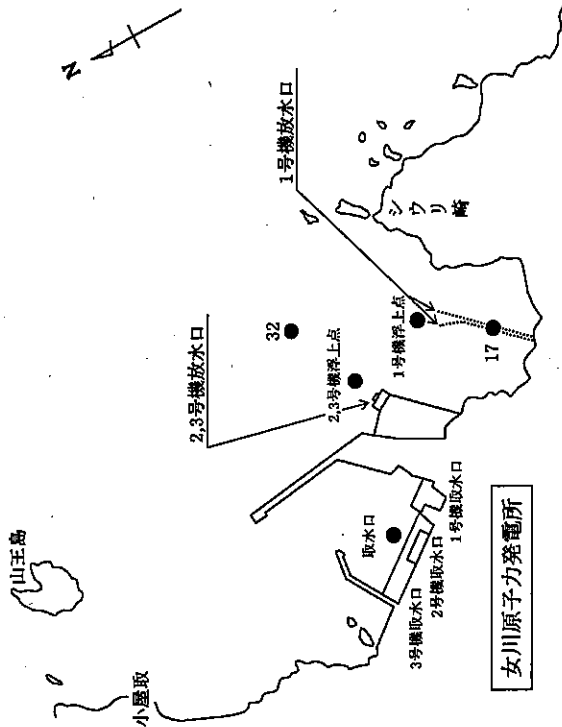 N
山王島
小屋取
2,3号機放水口
1号機放水口
32
2,3号機浮上点
1号機浮上点
17
シウリ崎
取水口
3号機取水口
2号機取水口
1号機取水口
女川原子力発電所